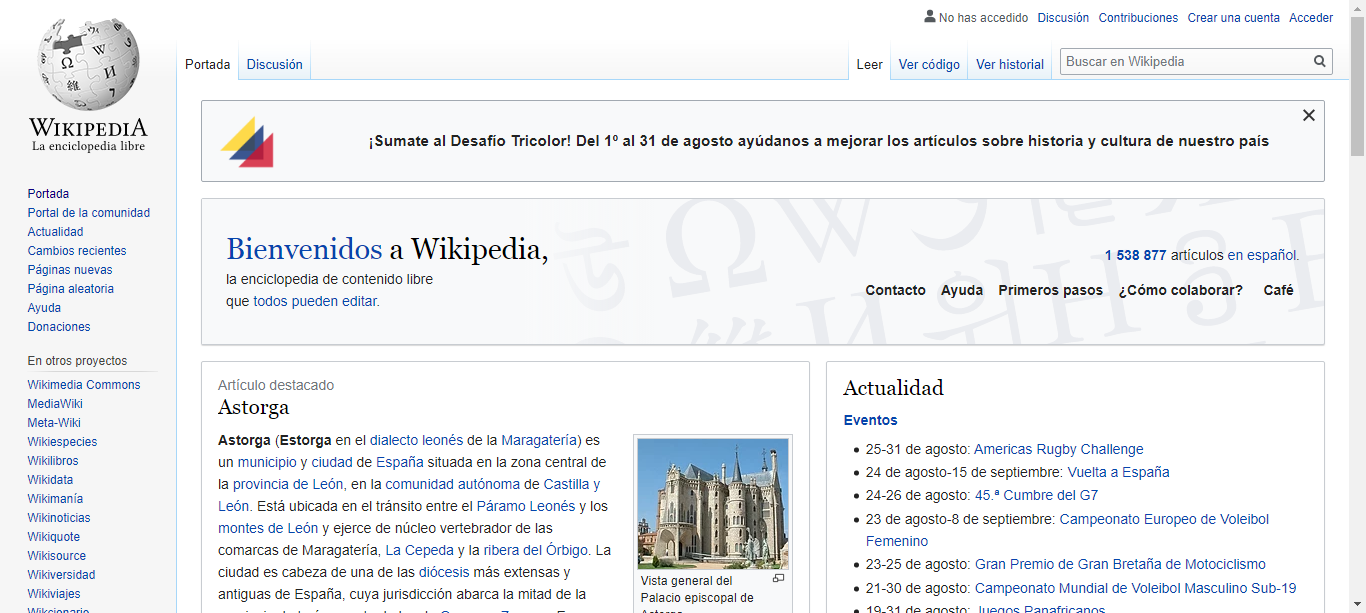 No ha accedido Discusión Contribuciones Crear una cuenta Acceder
Portada Discusión Leer Ver código Ver historial Buscar en Wikipedia
WIKIPEDIA
La enciclopedia libre
Portada
Portal de la comunidad
Actualidad
Cambios recientes
Páginas nuevas
Página aleatoria
Ayuda
Donaciones
En otros proyectos
Wikimedia Commons
MediaWiki
Meta-Wiki
Wikiespecies
Wikilibros
Wikidata
Wikimanía
Wikinoticias
Wikiquote
Wikisource
Wikiversidad
Wikiviajes
Wikcionario
¡Sumate al Desafío Tricolor! Del 1º al 31 de agosto ayúdanos a mejorar los artículos sobre historia y cultura de nuestro país
Bienvenidos a Wikipedia,
la enciclopedia de contenido libre
que todos pueden editar.
1 538 877 artículos en español.
Contacto Ayuda Primeros pasos ¿Cómo colaborar? Café
Artículo destacado
Astorga
Astorga (Estorga en el dialecto leonés de la Maragatería) es
un municipio y ciudad de España situada en la zona central de
la provincia de León, en la comunidad autónoma de Castilla y
León. Está ubicada en el tránsito entre el Páramo Leonés y los
montes de León y ejerce de núcleo vertebrador de las
comarcas de Maragatería, La Cepeda y la ribera del Órbigo. La
ciudad es cabeza de una de las diócesis más extensas y
antiguas de España, cuya jurisdicción abarca la mitad de la
Vista general del
Palacio episcopal de
Actualidad
Eventos
25-31 de agosto: Americas Rugby Challenge
24 de agosto-15 de septiembre: Vuelta a España
24-26 de agosto: 45.ª Cumbre del G7
23 de agosto-8 de septiembre: Campeonato Europeo de Voleibol
Femenino
23-25 de agosto: Gran Premio de Gran Bretaña de Motociclismo
21-30 de agosto: Campeonato Mundial de Voleibol Masculino Sub-19
19-31 de agosto: Juegos Panafricanos